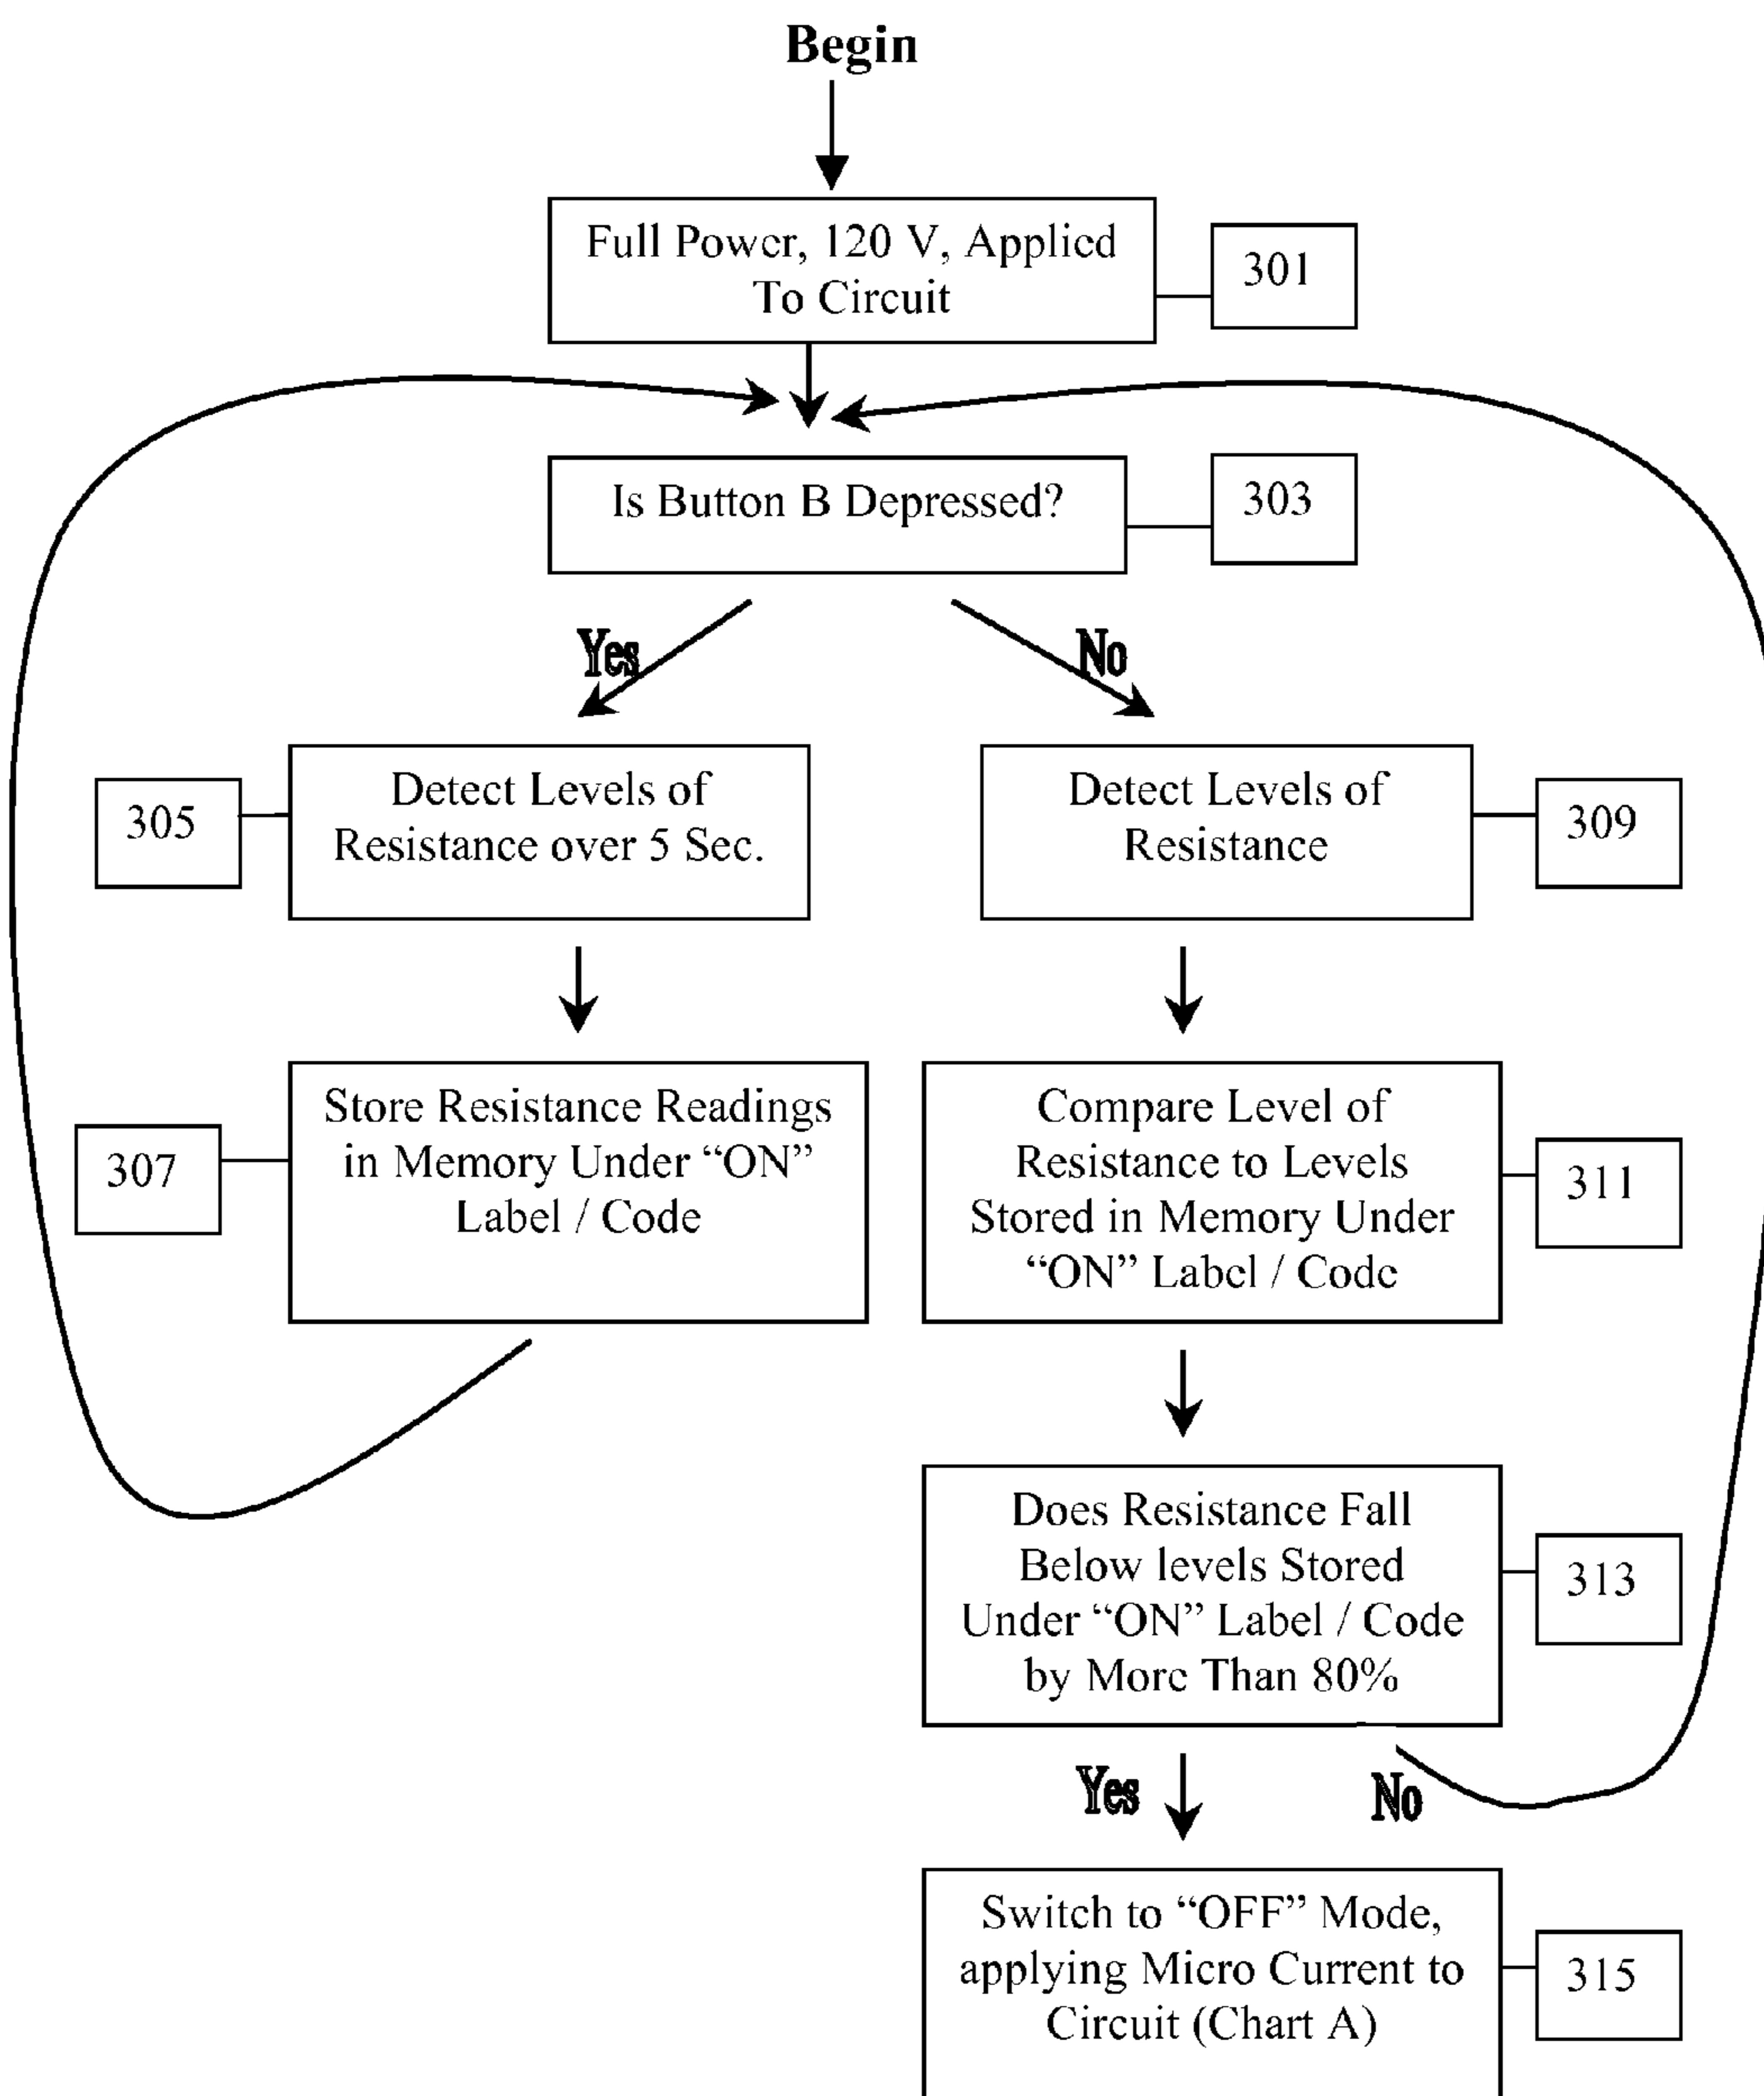 Begin
Full Power, 120 V, Applied
To Circuit
301
Is Button B Depressed?
303
Yes
No
Detect Levels of
Resistance over 5 Sec.
305
Detect Levels of
Resistance
309
Store Resistance Readings
in Memory Under “ON”
Label / Code
307
Compare Level of
Resistance to Levels
Stored in Memory Under
“ON” Label / Code
311
Does Resistance Fall
Below levels Stored
Under “ON” Label / Code
by More Than 80%
313
Yes
No
Switch to “OFF” Mode,
applying Micro Current to
Circuit (Chart A)
315